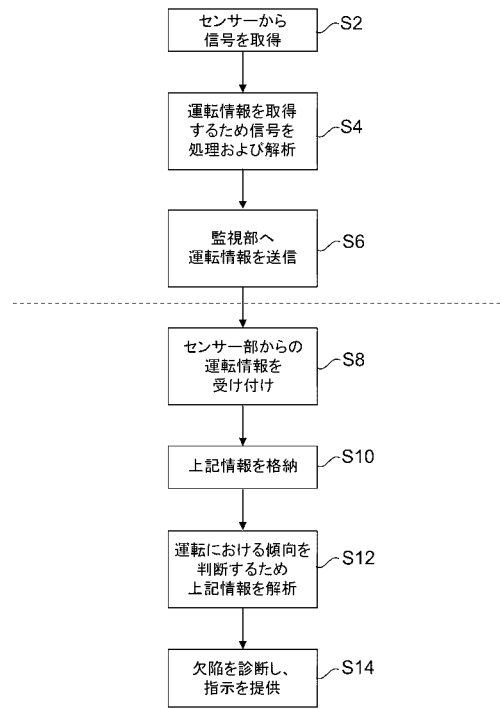 センサーから
信号を取得
S2
運転情報を取得
するため信号を
処理および解析
S4
監視部へ
運転情報を送信
S6
センサー部からの
運転情報を
受け付け
S8
上記情報を格納
S10
運転における傾向を
判断するため
上記情報を解析
S12
欠陥を診断し、
指示を提供
S14